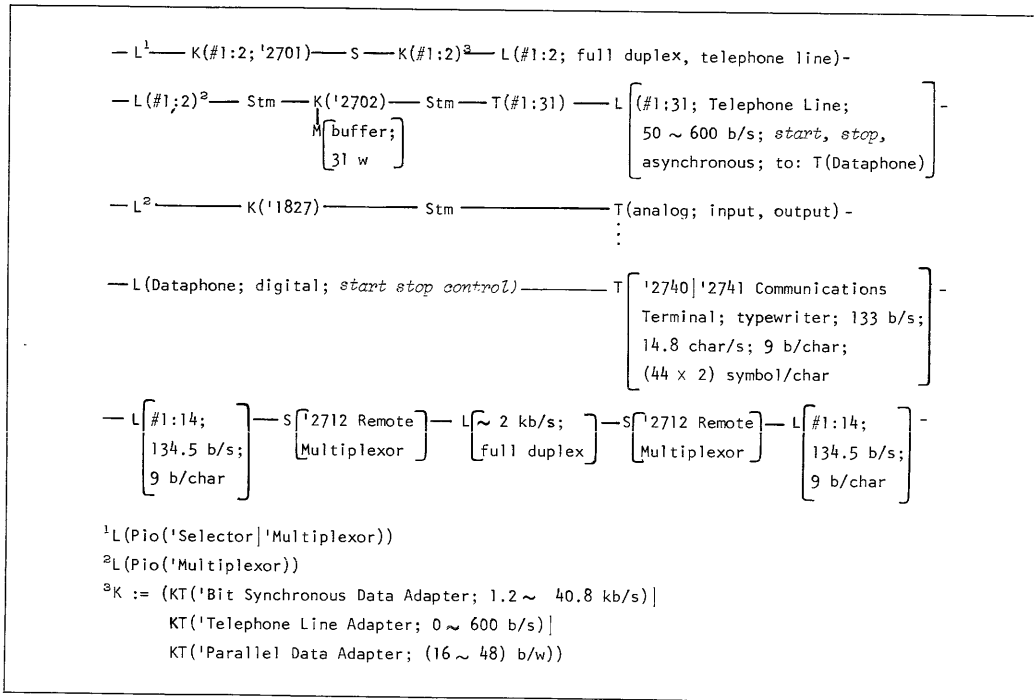 — L¹ — K(#1:2; '2701) — S — K(#1:2)³ — L(#1:2; full duplex, telephone line)-
— L(#1:2)² — Stm — K('2702) — Stm — T(#1:31) — L [(#1:31; Telephone Line; -
M[buffer; 50 ~ 600 b/s; start, stop,
31 w] asynchronous; to: T(Dataphone)]
— L² — K('1827) — Stm — T(analog; input, output) -
— L(Dataphone; digital; start stop control) — T['2740|'2741 Communications -
Terminal; typewriter; 133 b/s;
14.8 char/s; 9 b/char;
(44 x 2) symbol/char]
— L[#1:14; — S['2712 Remote — L[~ 2 kb/s; — S['2712 Remote — L[#1:14; -
134.5 b/s; Multiplexor] full duplex] Multiplexor] 134.5 b/s;
9 b/char] 9 b/char]
¹L(Pio('Selector|'Multiplexor))
²L(Pio('Multiplexor))
³K := (KT('Bit Synchronous Data Adapter; 1.2 ~ 40.8 kb/s)|
KT('Telephone Line Adapter; 0 ~ 600 b/s)|
KT('Parallel Data Adapter; (16 ~ 48) b/w))